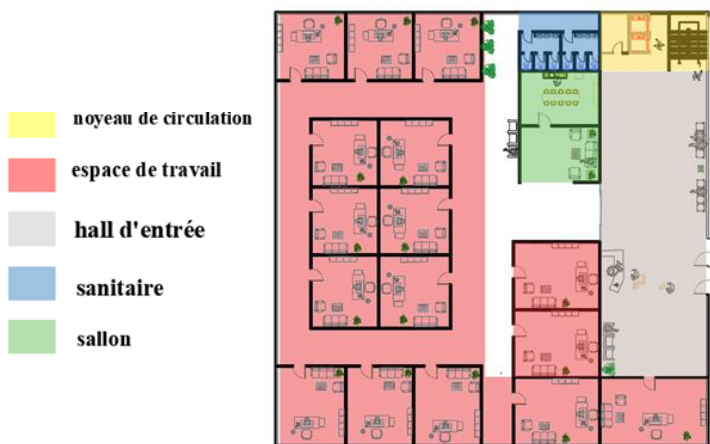 noyeau de circulation
espace de travail
hall d'entrée
sanitaire
sallon